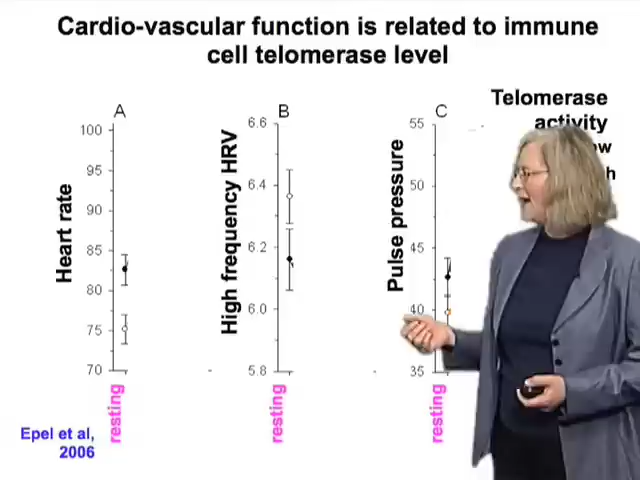 Cardio-vascular function is related to immune
cell telomerase level
Telomerase
activity
A
B
C
Heart rate
100
95
90
85
80
75
70
High frequency HRV
6.6
6.4
6.2
6.0
5.8
Pulse pressure
55
50
45
40
35
resting
resting
resting
Epel et al,
2006